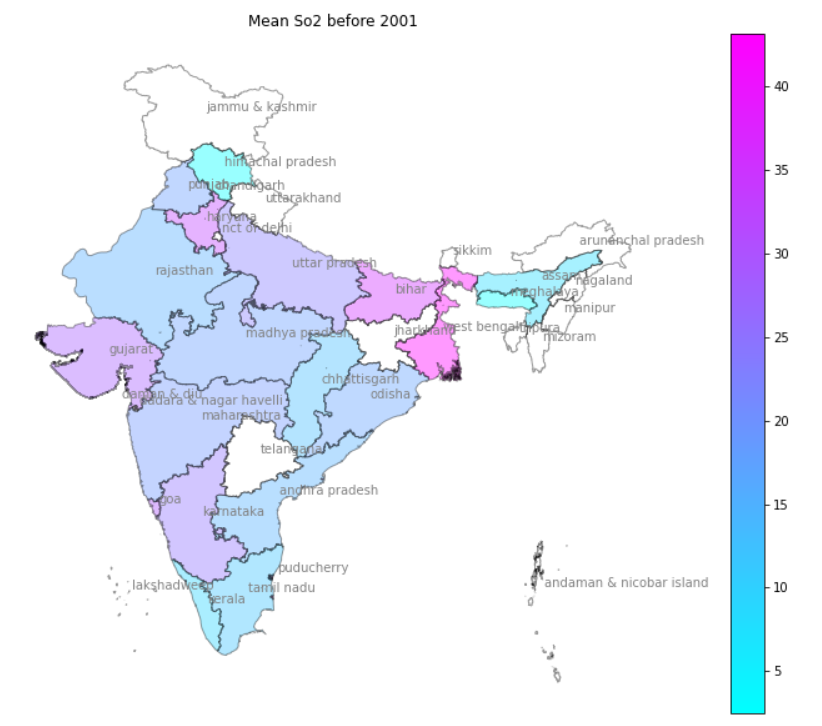 Mean So2 before 2001
jammu & kashmir
himachal pradesh
punjab
chandigarh
uttarakhand
haryana
nct of delhi
sikkim
arunanchal pradesh
uttar pradesh
rajasthan
assam
nagaland
bihar
meghalaya
manipur
jharkhand
west bengal
tripura
mizoram
madhya pradesh
gujarat
chhattisgarh
odisha
daman & diu
dadara & nagar havelli
maharashtra
telangana
andhra pradesh
goa
karnataka
puducherry
lakshadweep
tamil nadu
kerala
andaman & nicobar island
40
35
30
25
20
15
10
5